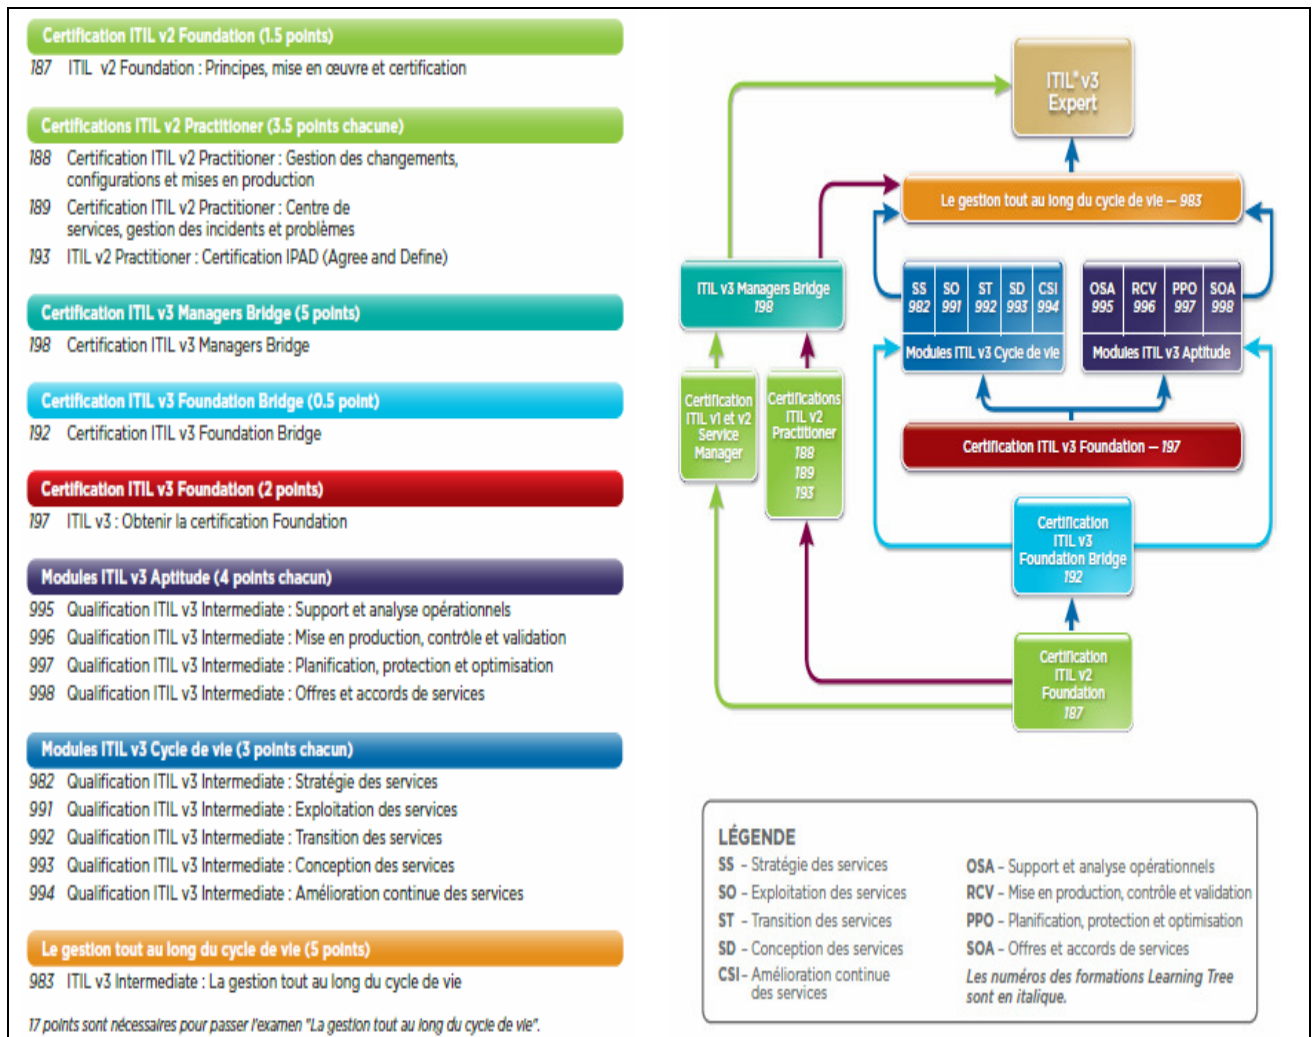 Certification ITIL v2 Foundation (1.5 points)
187 ITIL v2 Foundation : Principes, mise en œuvre et certification
Certifications ITIL v2 Practitioner (3.5 points chacune)
188 Certification ITIL v2 Practitioner : Gestion des changements,
configurations et mises en production
189 Certification ITIL v2 Practitioner : Centre de
services, gestion des incidents et problèmes
193 ITIL v2 Practitioner : Certification IPAD (Agree and Define)
Certification ITIL v3 Managers Bridge (5 points)
198 Certification ITIL v3 Managers Bridge
Certification ITIL v3 Foundation Bridge (0.5 point)
192 Certification ITIL v3 Foundation Bridge
Certification ITIL v3 Foundation (2 points)
197 ITIL v3 : Obtenir la certification Foundation
Modules ITIL v3 Aptitude (4 points chacun)
995 Qualification ITIL v3 Intermediate : Support et analyse opérationnels
996 Qualification ITIL v3 Intermediate : Mise en production, contrôle et validation
997 Qualification ITIL v3 Intermediate : Planification, protection et optimisation
998 Qualification ITIL v3 Intermediate : Offres et accords de services
Modules ITIL v3 Cycle de vie (3 points chacun)
982 Qualification ITIL v3 Intermediate : Stratégie des services
991 Qualification ITIL v3 Intermediate : Exploitation des services
992 Qualification ITIL v3 Intermediate : Transition des services
993 Qualification ITIL v3 Intermediate : Conception des services
994 Qualification ITIL v3 Intermediate : Amélioration continue des services
Le gestion tout au long du cycle de vie (5 points)
983 ITIL v3 Intermediate : La gestion tout au long du cycle de vie
17 points sont nécessaires pour passer l'examen "La gestion tout au long du cycle de vie".
ITIL® v3
Expert
Le gestion tout au long du cycle de vie — 983
ITIL v3 Managers Bridge
198
SS SO ST SD CSI
982 991 992 993 994
Modules ITIL v3 Cycle de vie
OSA RCV PPO SOA
995 996 997 998
Modules ITIL v3 Aptitude
Certification
ITIL v1 et v2
Service
Manager
Certifications
ITIL v2
Practitioner
188
189
193
Certification ITIL v3 Foundation — 197
Certification
ITIL v3
Foundation Bridge
192
Certification
ITIL v2
Foundation
187
LÉGENDE
SS – Stratégie des services
SO – Exploitation des services
ST – Transition des services
SD – Conception des services
CSI – Amélioration continue
des services
OSA – Support et analyse opérationnels
RCV – Mise en production, contrôle et validation
PPO – Planification, protection et optimisation
SOA – Offres et accords de services
Les numéros des formations Learning Tree
sont en italique.